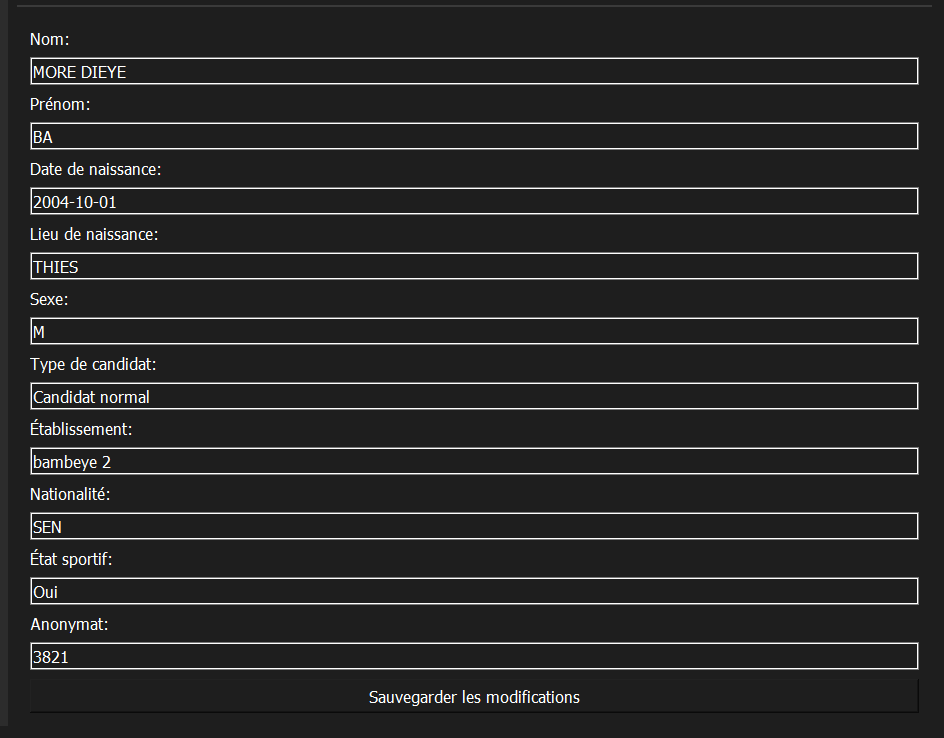 Nom:
MORE DIEYE
Prénom:
BA
Date de naissance:
2004-10-01
Lieu de naissance:
THIES
Sexe:
M
Type de candidat:
Candidat normal
Établissement:
bambeye 2
Nationalité:
SEN
État sportif:
Oui
Anonymat:
3821
Sauvegarder les modifications